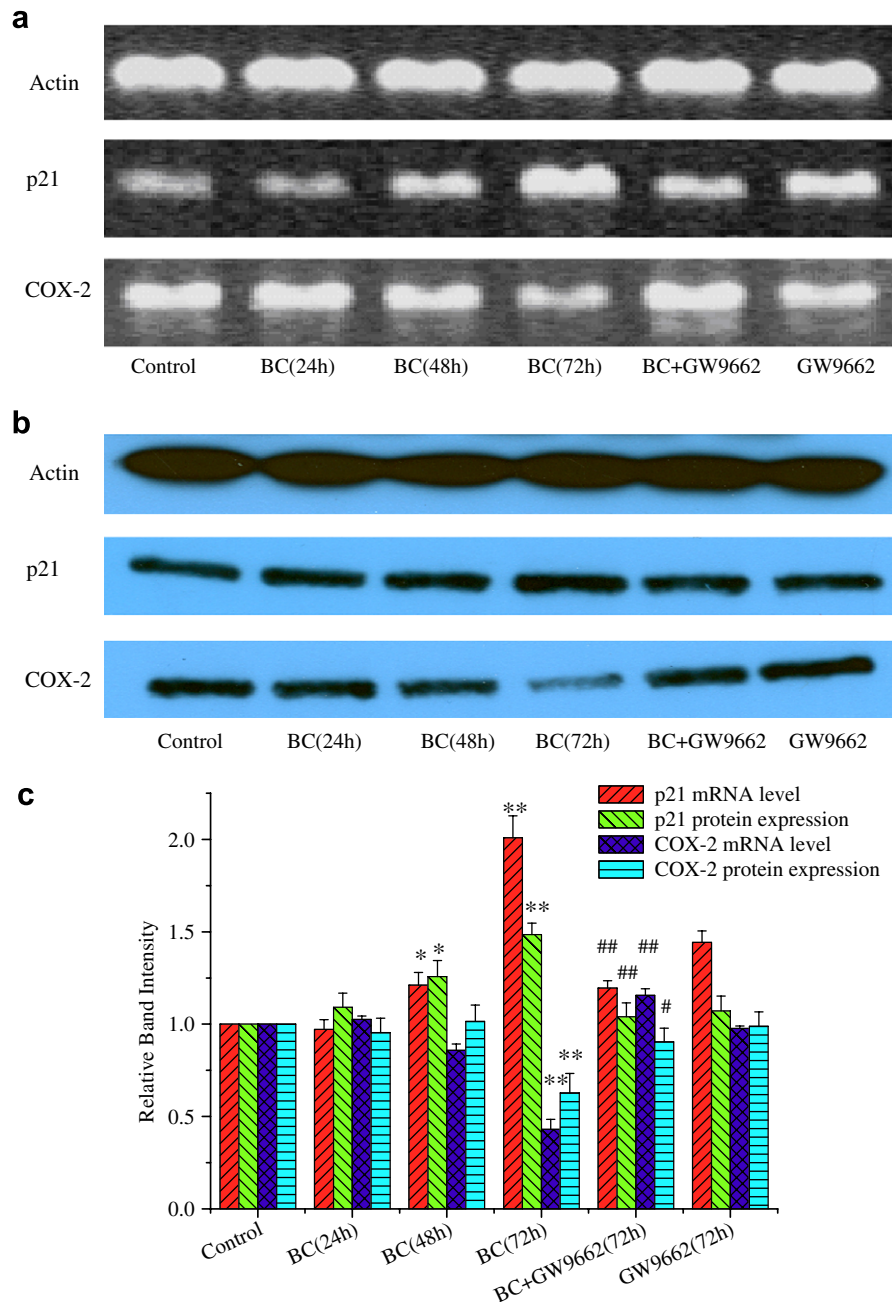 a
Actin
p21
COX-2
Control BC(24h) BC(48h) BC(72h) BC+GW9662 GW9662
b
Actin
p21
COX-2
Control BC(24h) BC(48h) BC(72h) BC+GW9662 GW9662
c
p21 mRNA level
p21 protein expression
COX-2 mRNA level
COX-2 protein expression
Relative Band Intensity
2.0
1.5
1.0
0.5
0.0
* * ** ** ** ** ## ## ## #
Control BC(24h) BC(48h) BC(72h) BC+GW9662(72h) GW9662(72h)